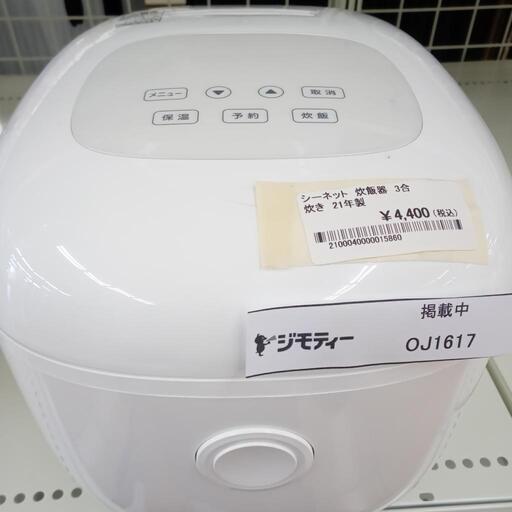 メニュー ▼ ▲ 取消
保温 予約 炊飯
シーネット 炊飯器 3合
炊き 21年製
¥4,400(税込)
2100040000015860
掲載中
ジモティー
OJ1617